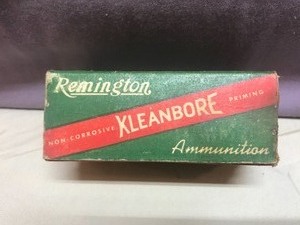 Remington
NON-CORROSIVE KLEANBORE PRIMING
Ammunition